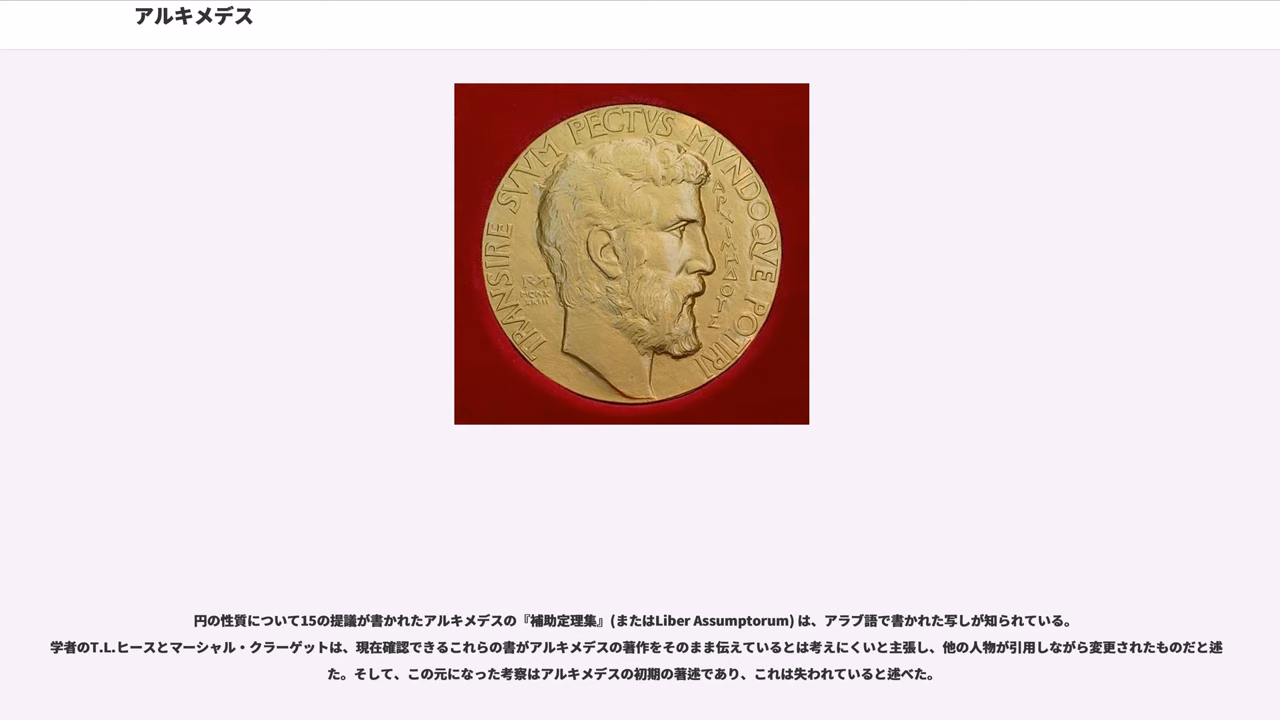 アルキメデス
TRANSIRE SVVM PECTVS MVNDOQVE POTIRI
円の性質について15の提議が書かれたアルキメデスの『補助定理集』(またはLiber Assumptorum) は、アラブ語で書かれた写しが知られている。
学者のT.L.ヒースとマーシャル・クラーゲットは、現在確認できるこれらの書がアルキメデスの著作をそのまま伝えているとは考えにくいと主張し、他の人物が引用しながら変更されたものだと述
た。そして、この元になった考察はアルキメデスの初期の著述であり、これは失われていると述べた。